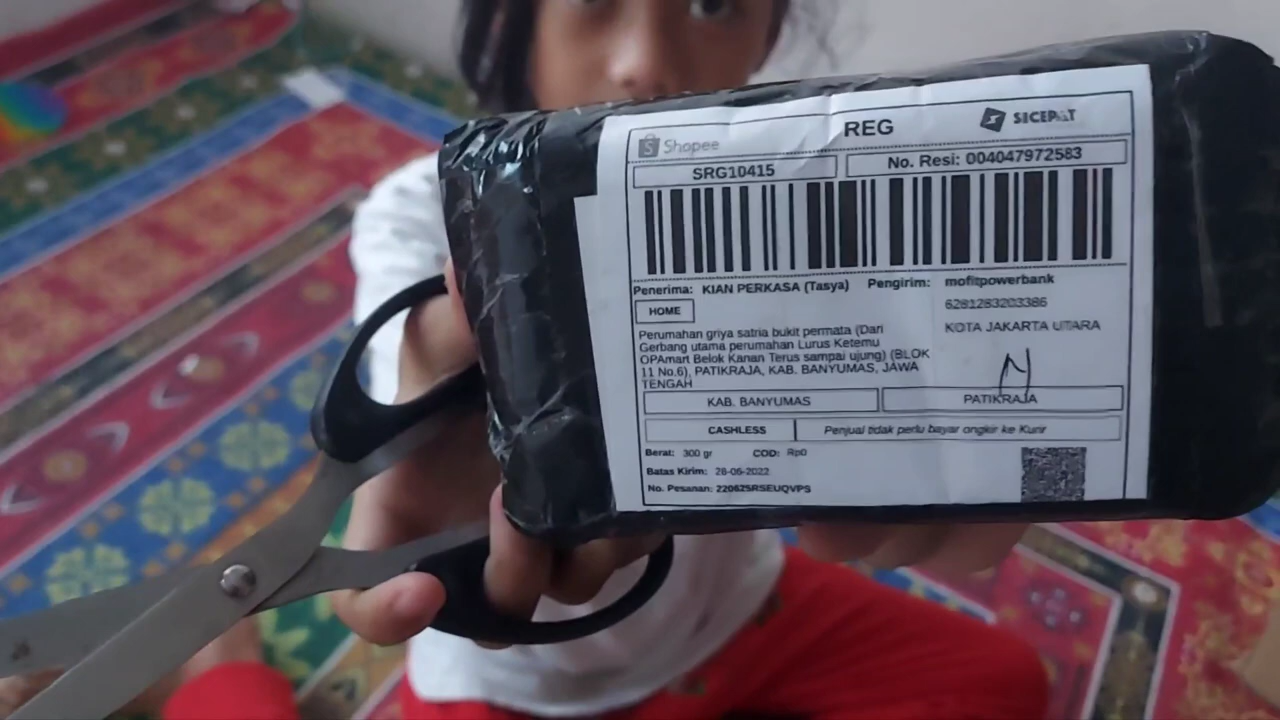 Shopee
REG
SICEPAT
SRG10415
No. Resi: 004047972583
Penerima: KIAN PERKASA (Tasya)
Pengirim: mofitpowerbank
6281283203386
HOME
KOTA JAKARTA UTARA
Perumahan griya satria bukit permata (Dari
Gerbang utama perumahan Lurus Ketemu
OPAmart Belok Kanan Terus sampai ujung) (BLOK
11 No.6), PATIKRAJA, KAB. BANYUMAS, JAWA
TENGAH
KAB. BANYUMAS
PATIKRAJA
CASHLESS
Penjual tidak perlu bayar ongkir ke Kurir
Berat: 300 gr
COD: Rp0
Batas Kirim: 28-06-2022
No. Pesanan: 220625RSEUQVPS